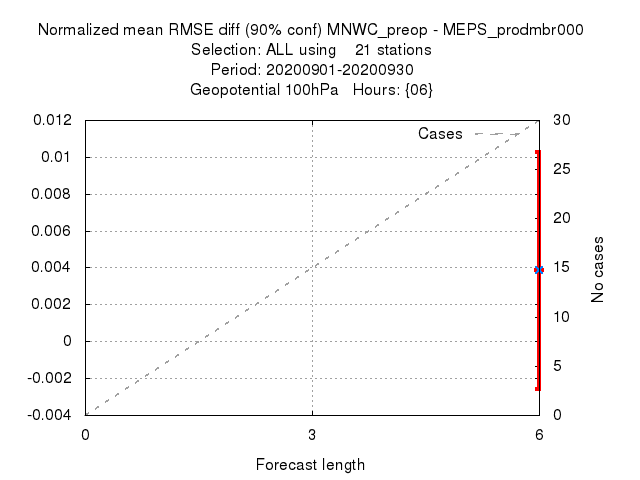 Normalized mean RMSE diff (90% conf) MNWC_preop - MEPS_prodmbr000
Selection: ALL using    21 stations
Period: 20200901-20200930
Geopotential 100hPa   Hours: {06}
0.012
0.01
0.008
0.006
0.004
0.002
0
-0.002
-0.004
Cases
30
25
20
15
10
5
0
No cases
0 3 6
Forecast length